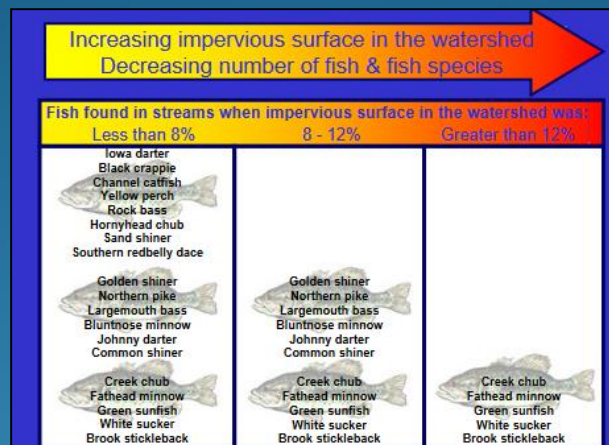 Increasing impervious surface in the watershed
Decreasing number of fish & fish species
Fish found in streams when impervious surface in the watershed was:
Less than 8%
8 - 12%
Greater than 12%
Iowa darter
Black crappie
Channel catfish
Yellow perch
Rock bass
Hornyhead chub
Sand shiner
Southern redbelly dace
Golden shiner
Northern pike
Largemouth bass
Bluntnose minnow
Johnny darter
Common shiner
Creek chub
Fathead minnow
Green sunfish
White sucker
Brook stickleback
Golden shiner
Northern pike
Largemouth bass
Bluntnose minnow
Johnny darter
Common shiner
Creek chub
Fathead minnow
Green sunfish
White sucker
Brook stickleback
Creek chub
Fathead minnow
Green sunfish
White sucker
Brook stickleback